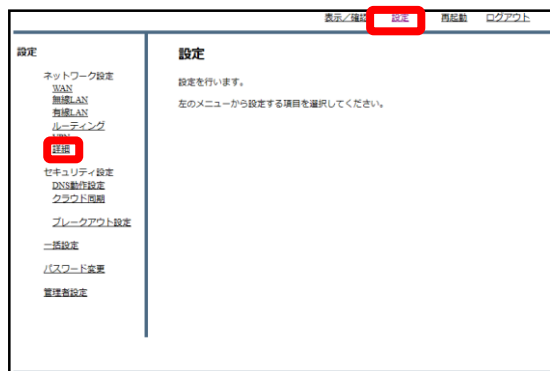 表示／確認 設定 再起動 ログアウト
設定
ネットワーク設定
WAN
無線LAN
有線LAN
ルーティング
VPN
詳細
セキュリティ設定
DNS動作設定
クラウド同期
ブレークアウト設定
一括設定
パスワード変更
管理者設定
設定
設定を行います。
左のメニューから設定する項目を選択してください。